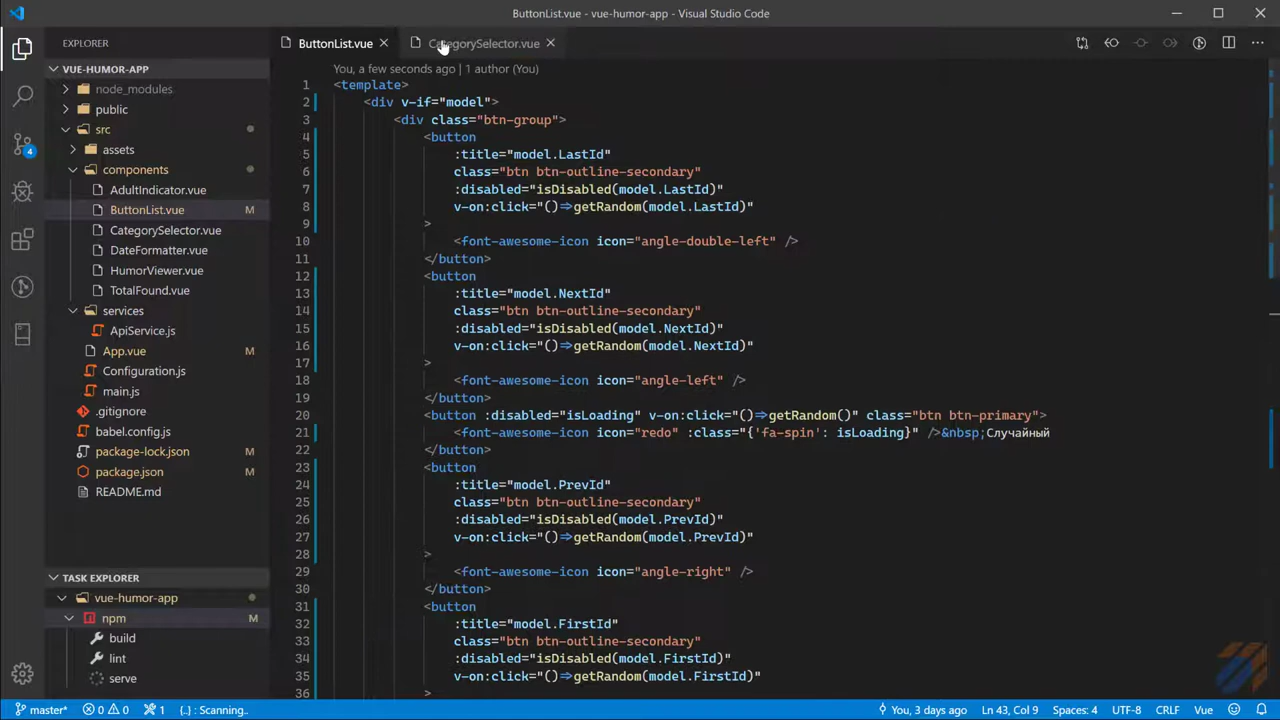 ButtonList.vue - vue-humor-app - Visual Studio Code
EXPLORER
VUE-HUMOR-APP
node_modules
public
src
assets
components
AdultIndicator.vue
ButtonList.vue M
CategorySelector.vue
DateFormatter.vue
HumorViewer.vue
TotalFound.vue
services
ApiService.js
App.vue M
Configuration.js
main.js
.gitignore
babel.config.js
package-lock.json M
package.json M
README.md
TASK EXPLORER
vue-humor-app
npm M
build
lint
serve
4
ButtonList.vue
CategorySelector.vue
You, a few seconds ago | 1 author (You)
1 <template>
2 <div v-if="model">
3 <div class="btn-group">
4 <button
5 :title="model.LastId"
6 class="btn btn-outline-secondary"
7 :disabled="isDisabled(model.LastId)"
8 v-on:click="()=>getRandom(model.LastId)"
9 >
10 <font-awesome-icon icon="angle-double-left" />
11 </button>
12 <button
13 :title="model.NextId"
14 class="btn btn-outline-secondary"
15 :disabled="isDisabled(model.NextId)"
16 v-on:click="()=>getRandom(model.NextId)"
17 >
18 <font-awesome-icon icon="angle-left" />
19 </button>
20 <button :disabled="isLoading" v-on:click="()=>getRandom()" class="btn btn-primary">
21 <font-awesome-icon icon="redo" :class="{'fa-spin': isLoading}" />&nbsp;Случайный
22 </button>
23 <button
24 :title="model.PrevId"
25 class="btn btn-outline-secondary"
26 :disabled="isDisabled(model.PrevId)"
27 v-on:click="()=>getRandom(model.PrevId)"
28 >
29 <font-awesome-icon icon="angle-right" />
30 </button>
31 <button
32 :title="model.FirstId"
33 class="btn btn-outline-secondary"
34 :disabled="isDisabled(model.FirstId)"
35 v-on:click="()=>getRandom(model.FirstId)"
36 >
master* 0 0 1 {..} : Scanning.. You, 3 days ago Ln 43, Col 9 Spaces: 4 UTF-8 CRLF Vue